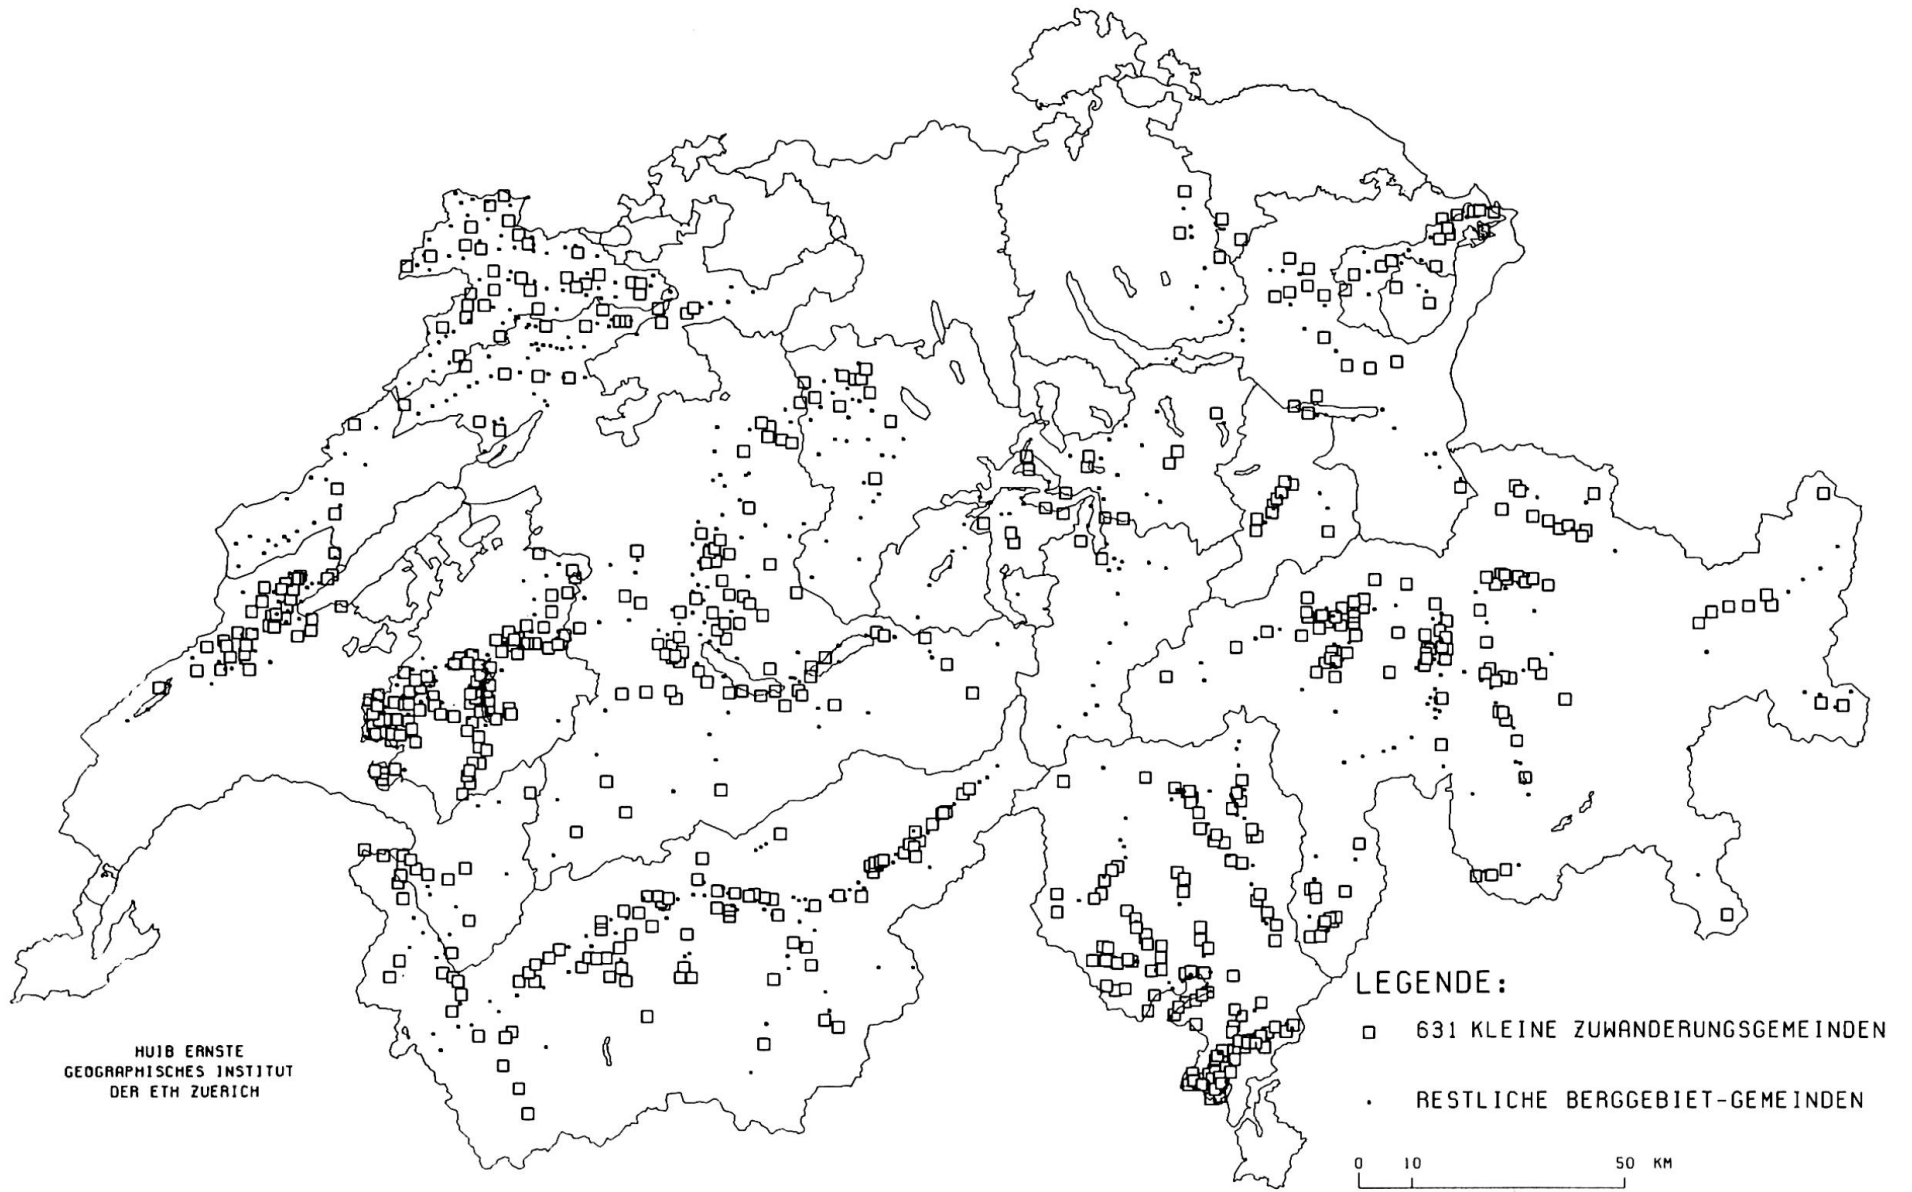 LEGENDE:
631 KLEINE ZUWANDERUNGSGEMEINDEN
RESTLICHE BERGGEBIET-GEMEINDEN
0 10 50 KM
HUIB ERNSTE
GEOGRAPHISCHES INSTITUT
DER ETH ZUERICH